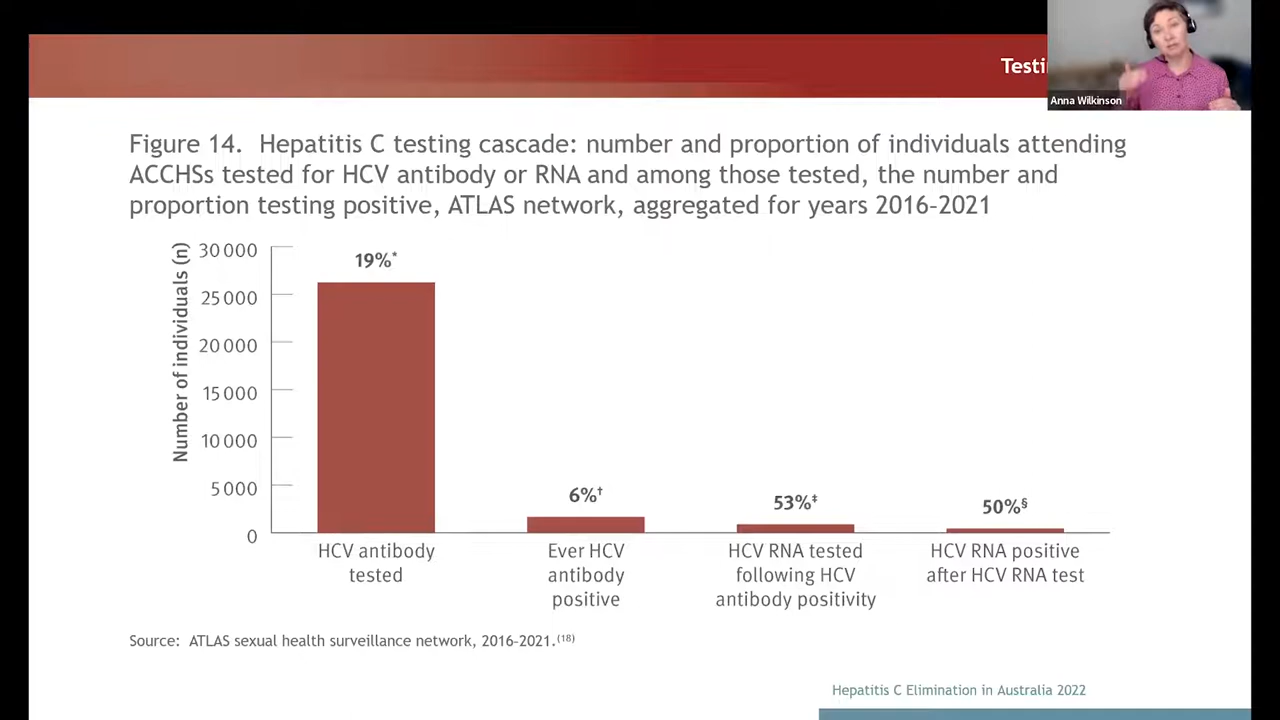 Testi
Anna Wilkinson
Figure 14. Hepatitis C testing cascade: number and proportion of individuals attending
ACCHSs tested for HCV antibody or RNA and among those tested, the number and
proportion testing positive, ATLAS network, aggregated for years 2016–2021
Number of individuals (n)
30 000
25 000
20 000
15 000
10 000
5 000
0
19%*
6%†
53%‡
50%§
HCV antibody
tested
Ever HCV
antibody
positive
HCV RNA tested
following HCV
antibody positivity
HCV RNA positive
after HCV RNA test
Source: ATLAS sexual health surveillance network, 2016–2021.(18)
Hepatitis C Elimination in Australia 2022